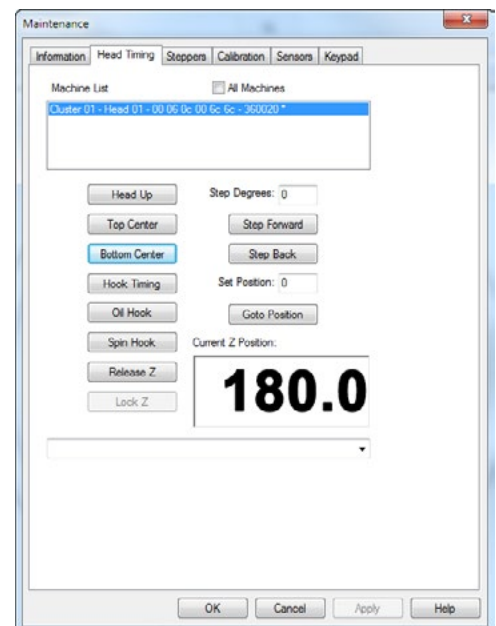 Maintenance
Information Head Timing Steppers Calibration Sensors Keypad
Machine List All Machines
Cluster 01 - Head 01 - 00 06 0c 00 6c 6c - 360020 *
Head Up Step Degrees: 0
Top Center Step Forward
Bottom Center Step Back
Hook Timing Set Position: 0
Oil Hook Goto Position
Spin Hook Current Z Position:
Release Z 180.0
Lock Z
OK Cancel Apply Help